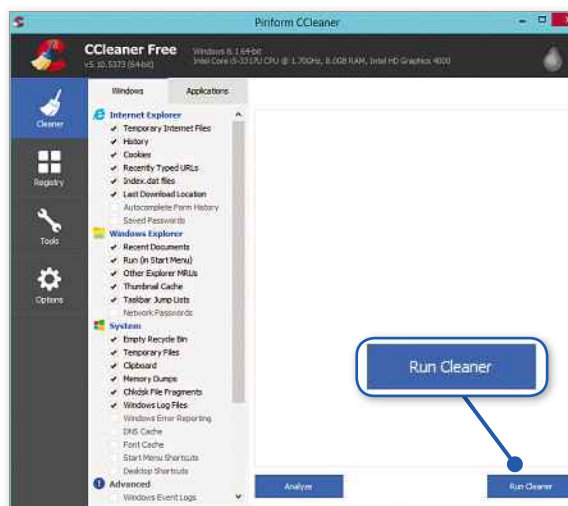 Piriform CCleaner
CCleaner Free
v5.10.5373 (64-bit)
Windows 8.1 64-bit
Intel Core i5-3317U CPU @ 1.70GHz, 8.0GB RAM, Intel HD Graphics 4000
Cleaner
Registry
Tools
Options
Windows
Applications
Internet Explorer
Temporary Internet Files
History
Cookies
Recently Typed URLs
Index.dat files
Last Download Location
Autocomplete Form History
Saved Passwords
Windows Explorer
Recent Documents
Run (in Start Menu)
Other Explorer MRUs
Thumbnail Cache
Taskbar Jump Lists
Network Passwords
System
Empty Recycle Bin
Temporary Files
Clipboard
Memory Dumps
Chkdsk File Fragments
Windows Log Files
Windows Error Reporting
DNS Cache
Font Cache
Start Menu Shortcuts
Desktop Shortcuts
Advanced
Windows Event Logs
Run Cleaner
Analyze
Run Cleaner